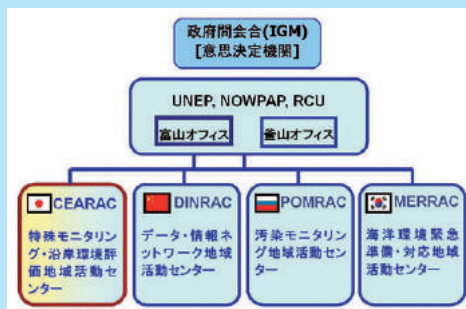 政府間会合(IGM)
[意思決定機関]
UNEP, NOWPAP, RCU
富山オフィス
釜山オフィス
CEARAC
特殊モニタリ
ング・沿岸環境評
価地域活動セ
ンター
DINRAC
データ・情報ネ
ットワーク地域
活動センター
POMRAC
汚染モニタリ
ング地域活動セ
ンター
MERRAC
海洋環境緊急
準備・対応地域
活動センター